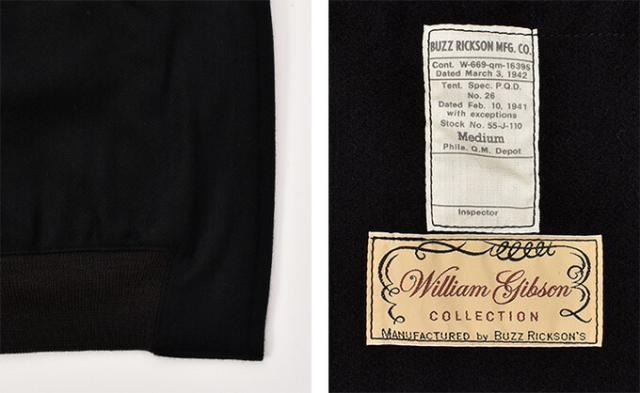 BUZZ RICKSON MFG. CO.
Cont. W-669-qm-16396
Dated March 3, 1942
Tent. Spec. P.Q.D.
No. 26
Dated Feb. 10, 1941
with exceptions
Stock No. 55-J-110
Medium
Phila. Q.M. Depot
Inspector
William Gibson
COLLECTION
MANUFACTURED by BUZZ RICKSON'S